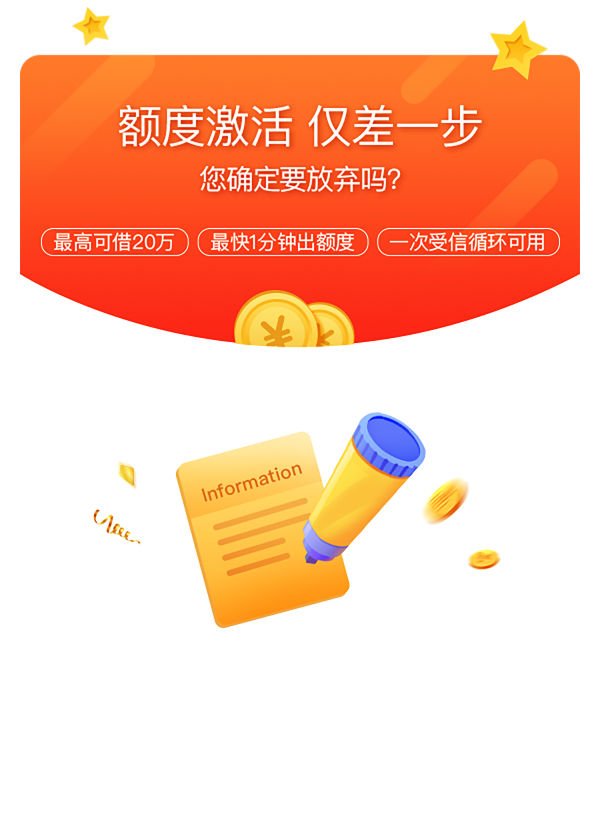 额度激活 仅差一步
您确定要放弃吗?
最高可借20万 最快1分钟出额度 一次受信循环可用
Information